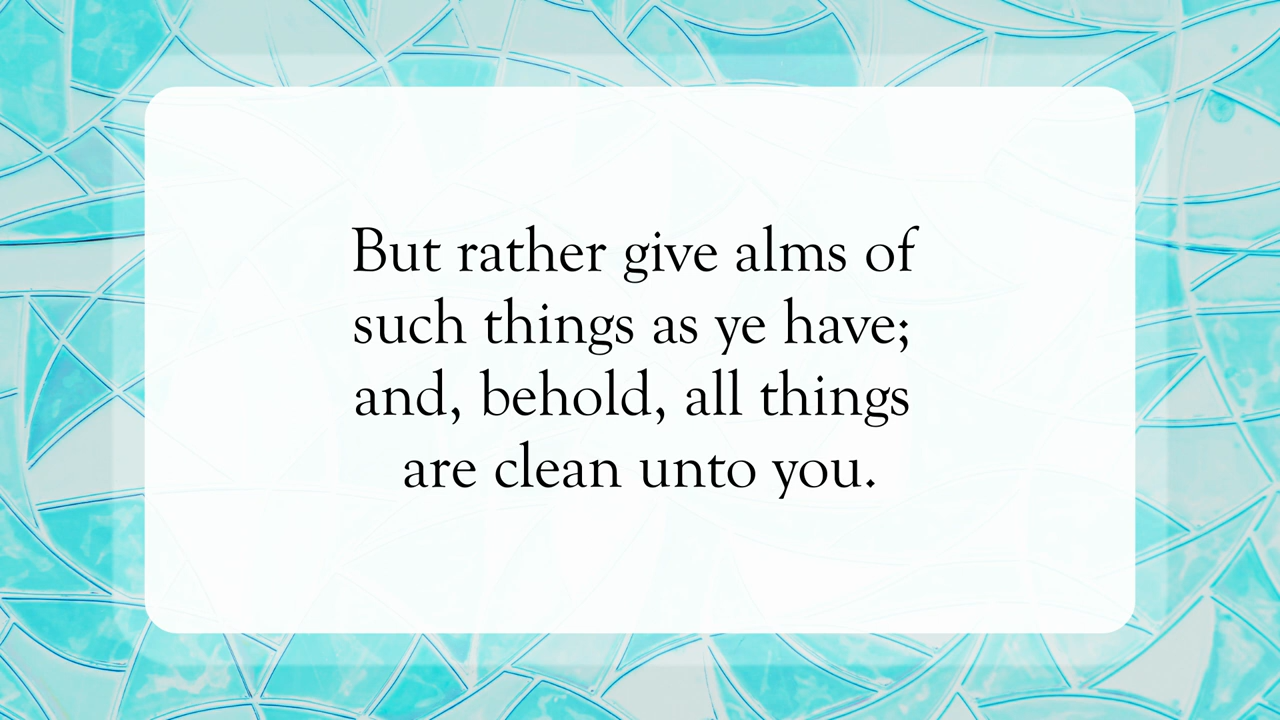 But rather give alms of
such things as ye have;
and, behold, all things
are clean unto you.